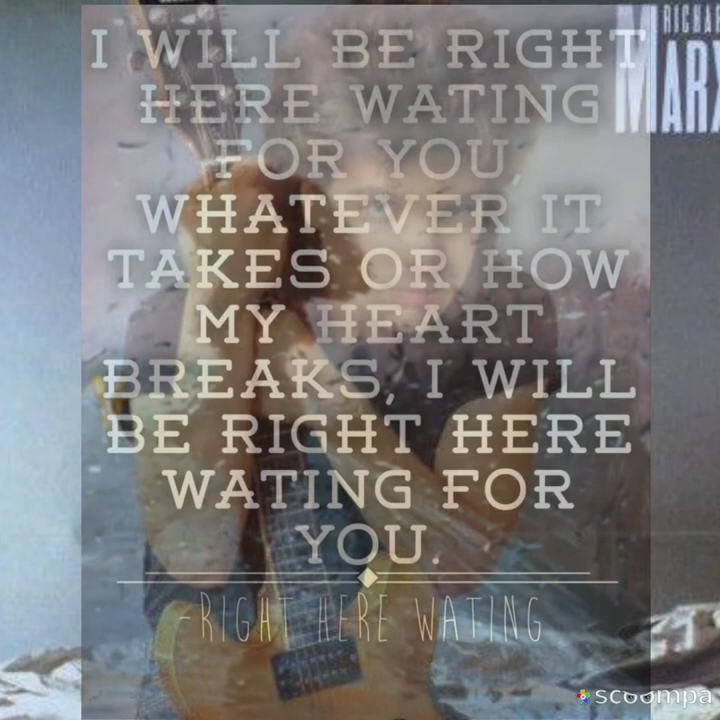 I WILL BE RIGHT
HERE WATING
FOR YOU,
WHATEVER IT
TAKES OR HOW
MY HEART
BREAKS, I WILL
BE RIGHT HERE
WATING FOR
YOU.
-RIGHT HERE WATING
RICHAR
MARX
scoompa